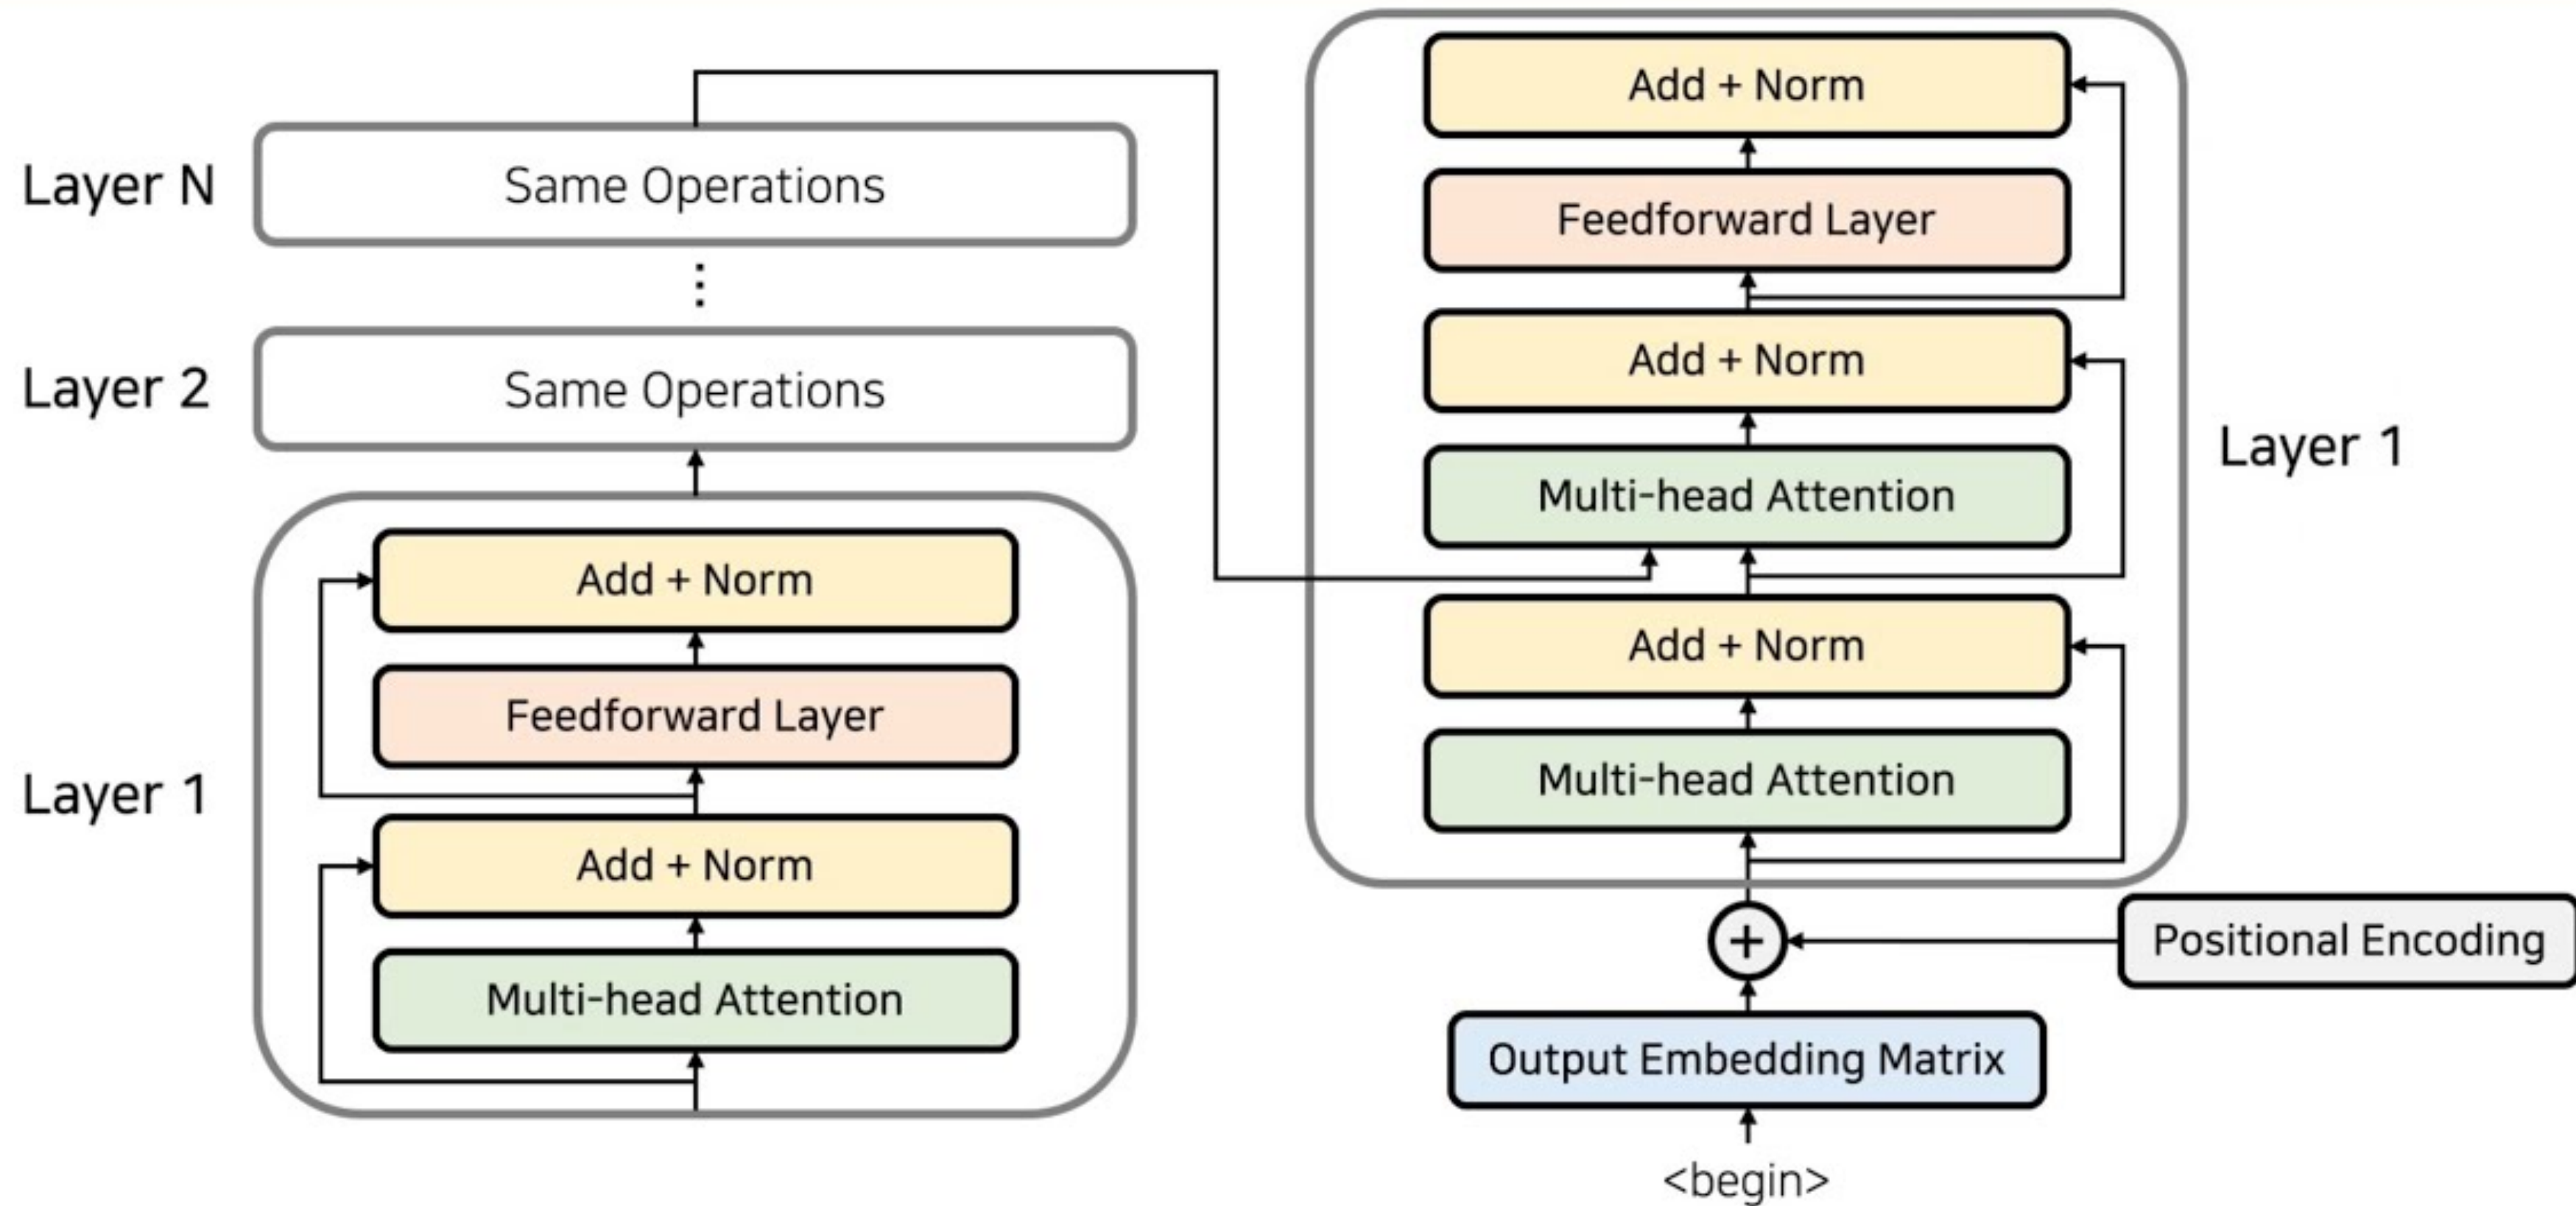 Layer N
Same Operations
Layer 2
Same Operations
Layer 1
Add + Norm
Feedforward Layer
Add + Norm
Multi-head Attention
Add + Norm
Feedforward Layer
Add + Norm
Multi-head Attention
Add + Norm
Multi-head Attention
Layer 1
+
Positional Encoding
Output Embedding Matrix
<begin>